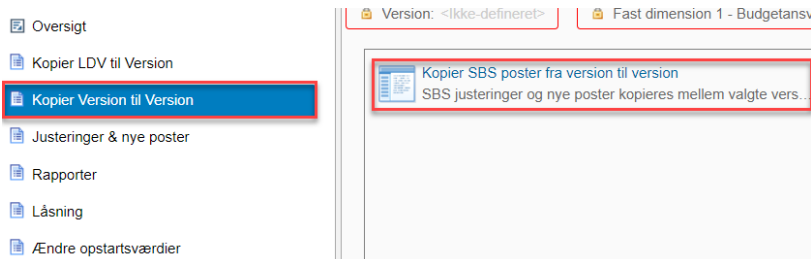 Oversigt
Kopier LDV til Version
Kopier Version til Version
Justeringer & nye poster
Rapporter
Låsning
Ændre opstartsværdier
Version: <Ikke-defineret>
Fast dimension 1 - Budgetansv
Kopier SBS poster fra version til version
SBS justeringer og nye poster kopieres mellem valgte vers...